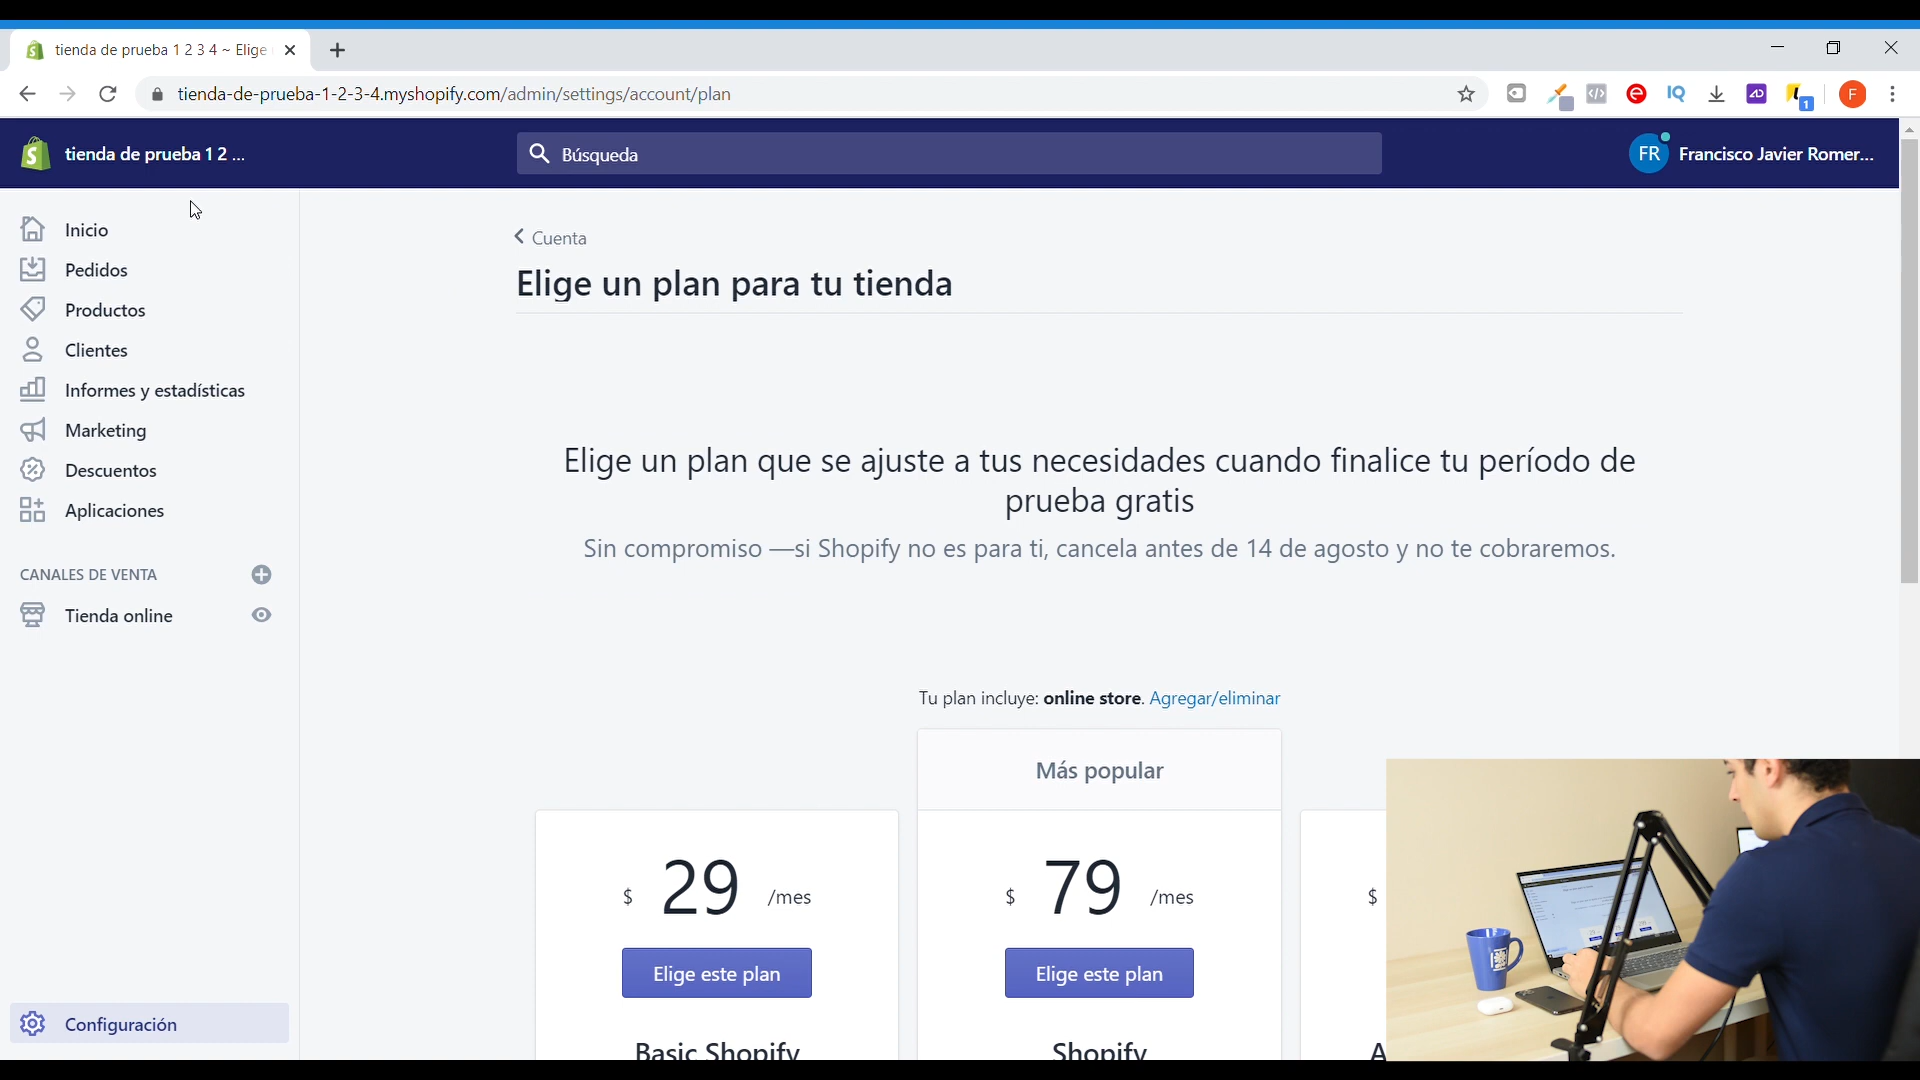 tienda de prueba 1 2 3 4 ~ Elige
tienda-de-prueba-1-2-3-4.myshopify.com/admin/settings/account/plan
F
1
tienda de prueba 1 2 ...
Búsqueda
FR
Francisco Javier Romer...
Inicio
Pedidos
Productos
Clientes
Informes y estadísticas
Marketing
Descuentos
Aplicaciones
CANALES DE VENTA
Tienda online
Configuración
Cuenta
Elige un plan para tu tienda
Elige un plan que se ajuste a tus necesidades cuando finalice tu período de
prueba gratis
Sin compromiso —si Shopify no es para ti, cancela antes de 14 de agosto y no te cobraremos.
Tu plan incluye: online store. Agregar/eliminar
Más popular
$ 29 /mes
Elige este plan
Basic Shopify
$ 79 /mes
Elige este plan
Shopify
$
A